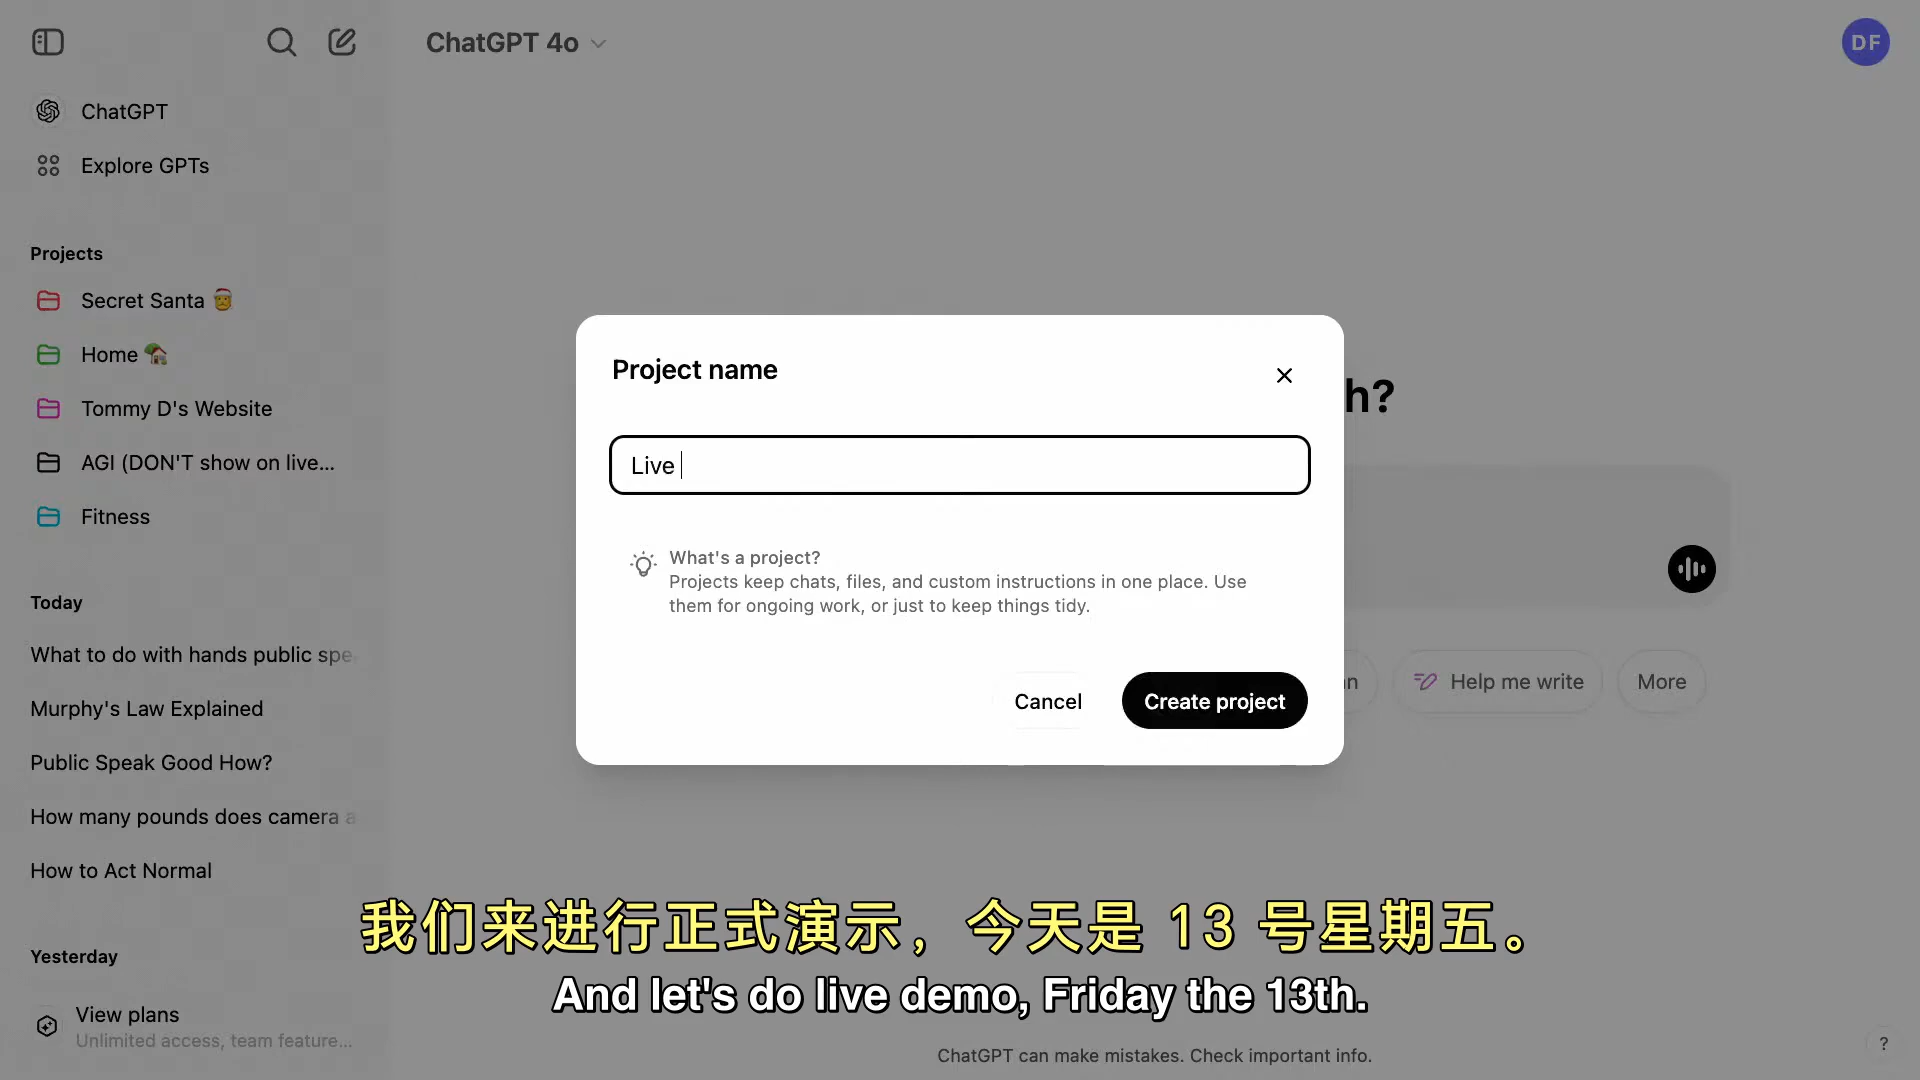 ChatGPT 4o
DF
ChatGPT
Explore GPTs
Projects
Secret Santa 🎅
Home 🏡
Tommy D's Website
AGI (DON'T show on live...
Fitness
Today
What to do with hands public spe
Murphy's Law Explained
Public Speak Good How?
How many pounds does camera a
How to Act Normal
Yesterday
View plans
Unlimited access, team feature...
h?
Project name
Live
What's a project?
Projects keep chats, files, and custom instructions in one place. Use
them for ongoing work, or just to keep things tidy.
Cancel
Create project
n
Help me write
More
我们来进行正式演示，今天是 13 号星期五。
And let's do live demo, Friday the 13th.
ChatGPT can make mistakes. Check important info.
?